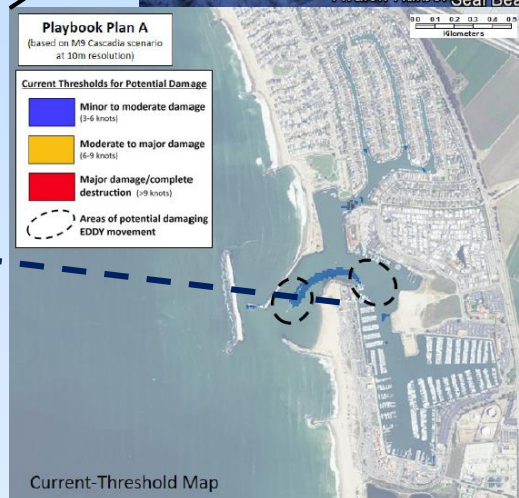 Seal Bea
Playbook Plan A
(based on M9 Cascadia scenario
at 10m resolution)
0.0 0.1 0.2 0.3 0.4 0.5
Kilometers
Current Thresholds for Potential Damage
Minor to moderate damage
(3-6 knots)
Moderate to major damage
(6-9 knots)
Major damage/complete
destruction (>9 knots)
Areas of potential damaging
EDDY movement
Current-Threshold Map